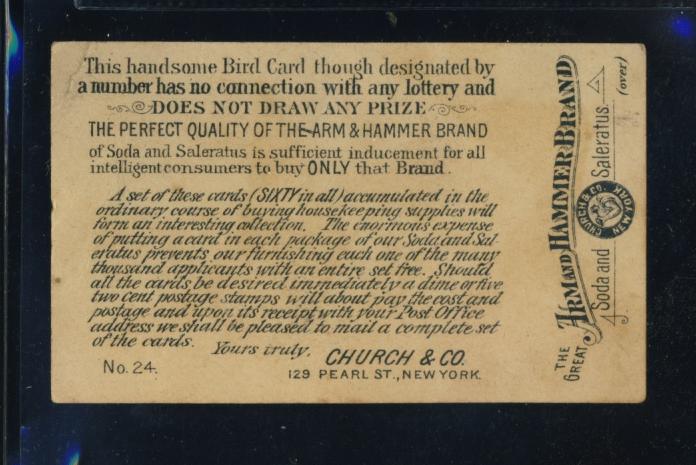 This handsome Bird Card though designated by
a number has no connection with any lottery and
DOES NOT DRAW ANY PRIZE
THE PERFECT QUALITY OF THE ARM & HAMMER BRAND
of Soda and Saleratus is sufficient inducement for all
intelligent consumers to buy ONLY that Brand.
A set of these cards (SIXTY in all) accumulated in the
ordinary course of buying housekeeping supplies will
form an interesting collection. The enormous expense
of putting a card in each package of our Soda and Sal-
eratus prevents our furnishing each one of the many
thousand applicants with an entire set free. Should
all the cards be desired immediately a dime or five
two cent postage stamps will about pay the cost and
postage and upon its receipt with your Post Office
address we shall be pleased to mail a complete set
of the cards.
Yours truly,
CHURCH & CO.
No. 24.
129 PEARL ST., NEW YORK.
THE
GREAT
ARM AND HAMMER BRAND
Soda and
CHURCH & CO.
NEW YORK
Saleratus.
(over)